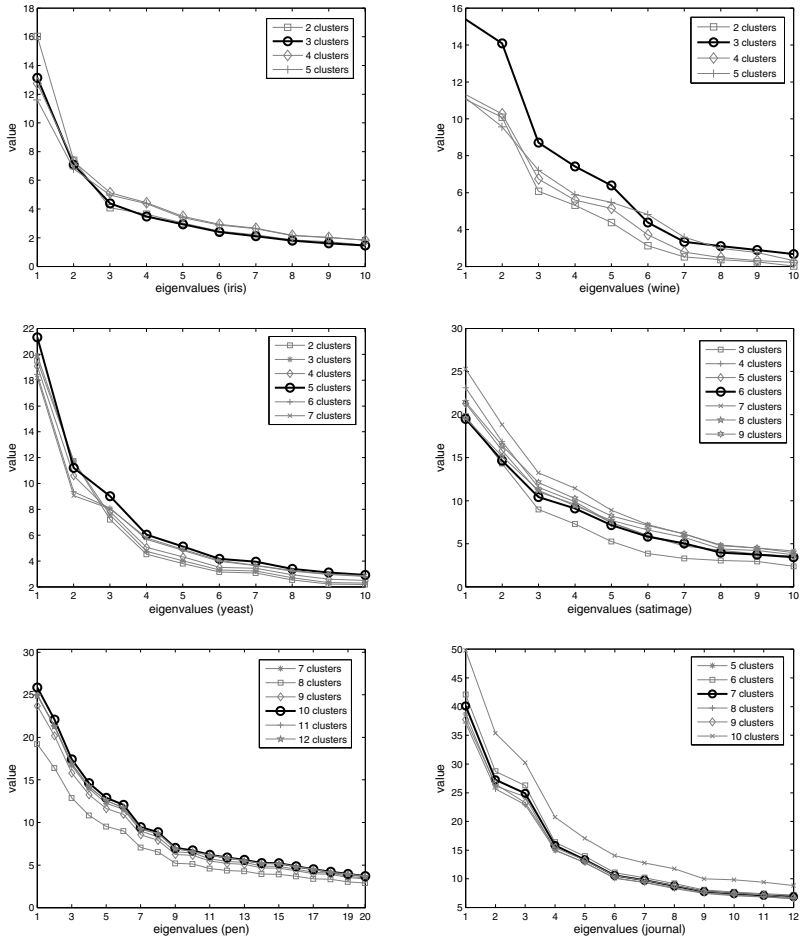 18
16
14
12
10
8
6
4
2
0
value
1 2 3 4 5 6 7 8 9 10
eigenvalues (iris)
2 clusters
3 clusters
4 clusters
5 clusters
16
14
12
10
8
6
4
2
value
1 2 3 4 5 6 7 8 9 10
eigenvalues (wine)
2 clusters
3 clusters
4 clusters
5 clusters
22
20
18
16
14
12
10
8
6
4
2
value
1 2 3 4 5 6 7 8 9 10
eigenvalues (yeast)
2 clusters
3 clusters
4 clusters
5 clusters
6 clusters
7 clusters
30
25
20
15
10
5
0
value
1 2 3 4 5 6 7 8 9 10
eigenvalues (satimage)
3 clusters
4 clusters
5 clusters
6 clusters
7 clusters
8 clusters
9 clusters
30
25
20
15
10
5
0
value
1 3 5 7 9 11 13 15 17 19 20
eigenvalues (pen)
7 clusters
8 clusters
9 clusters
10 clusters
11 clusters
12 clusters
50
45
40
35
30
25
20
15
10
5
value
1 2 3 4 5 6 7 8 9 10 11 12
eigenvalues (journal)
5 clusters
6 clusters
7 clusters
8 clusters
9 clusters
10 clusters